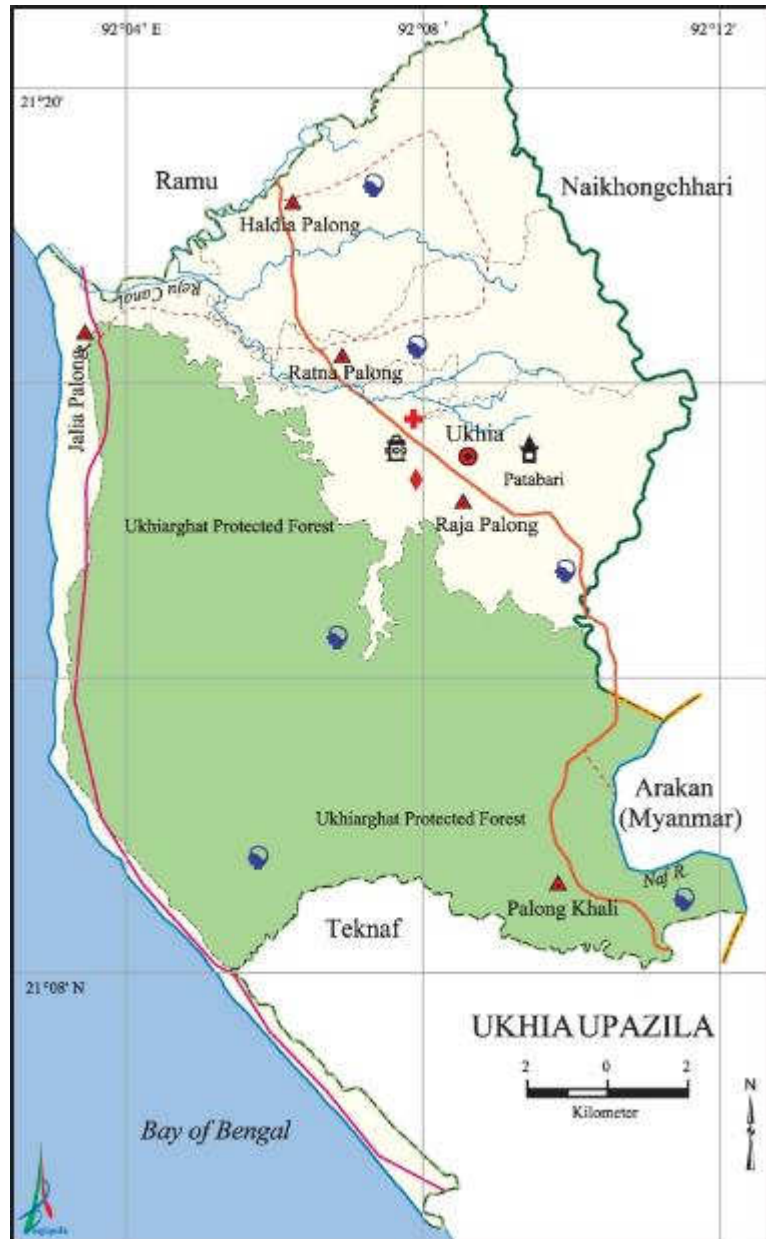 92°04' E
92°08'
92°12'
21°20'
Ramu
Naikhongchhari
Haldia Palong
Reju Canal
Jalia Palong
Ratna Palong
Ukhia
Patabari
Raja Palong
Ukhiarghat Protected Forest
Arakan
(Myanmar)
Ukhiarghat Protected Forest
Naf R.
Palong Khali
Teknaf
21°08' N
UKHIA UPAZILA
2 0 2
Kilometer
N
Bay of Bengal